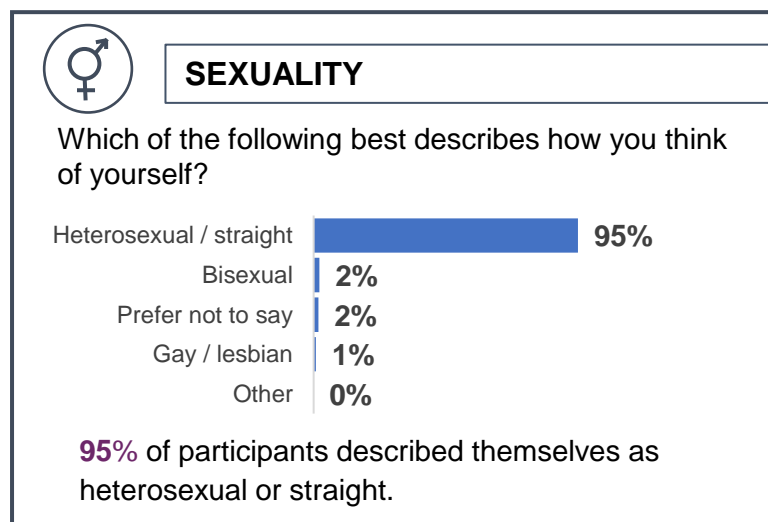 SEXUALITY
Which of the following best describes how you think
of yourself?
Heterosexual / straight 95%
Bisexual 2%
Prefer not to say 2%
Gay / lesbian 1%
Other 0%
95% of participants described themselves as
heterosexual or straight.